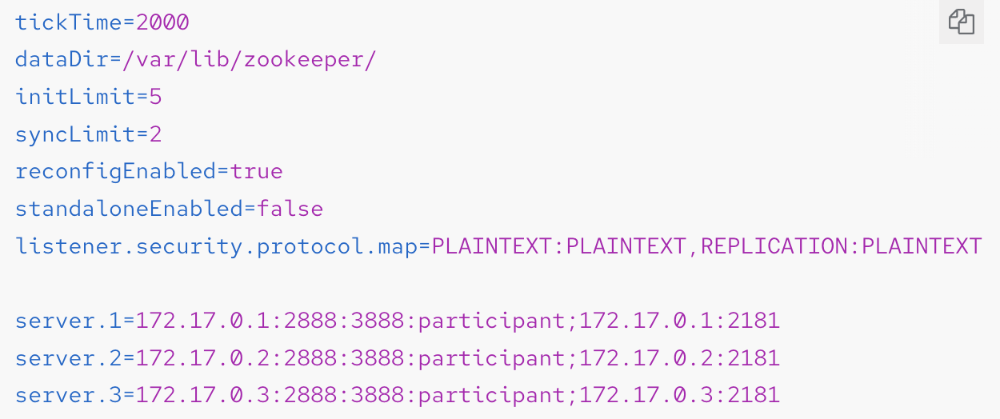 tickTime=2000
dataDir=/var/lib/zookeeper/
initLimit=5
syncLimit=2
reconfigEnabled=true
standaloneEnabled=false
listener.security.protocol.map=PLAINTEXT:PLAINTEXT,REPLICATION:PLAINTEXT
server.1=172.17.0.1:2888:3888:participant;172.17.0.1:2181
server.2=172.17.0.2:2888:3888:participant;172.17.0.2:2181
server.3=172.17.0.3:2888:3888:participant;172.17.0.3:2181